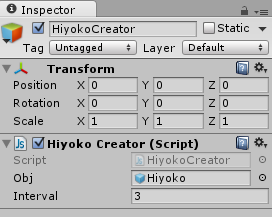 Inspector
HiyokoCreator Static
Tag Untagged Layer Default
Transform
Position X 0 Y 0 Z 0
Rotation X 0 Y 0 Z 0
Scale X 1 Y 1 Z 1
Js Hiyoko Creator (Script)
Script Js HiyokoCreator
Obj Hiyoko
Interval 3